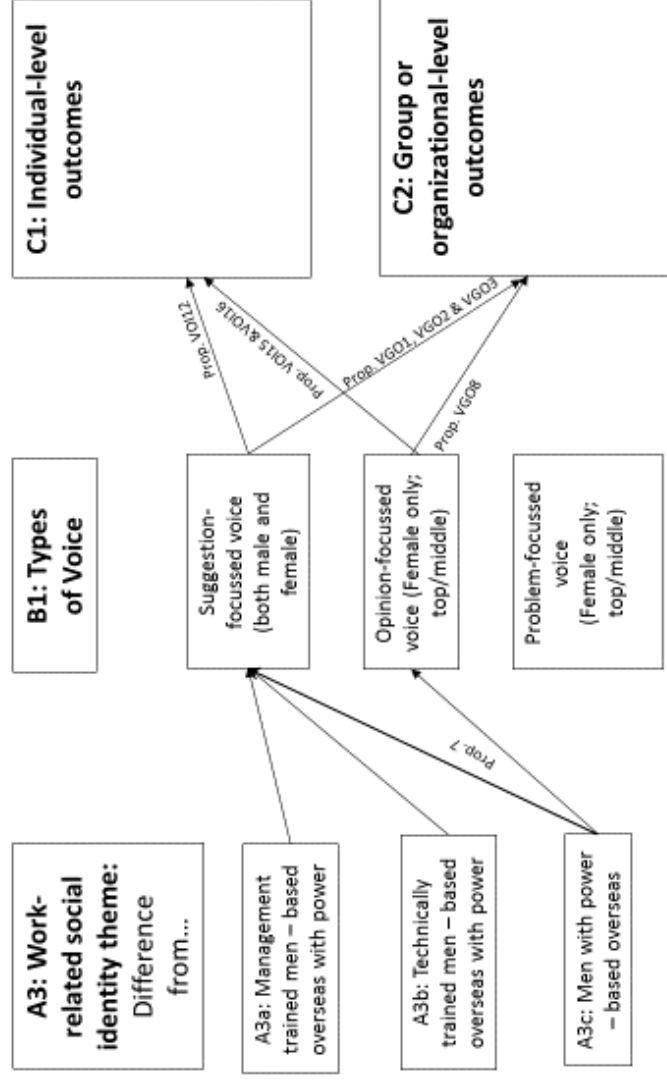 A3: Work-
related social
identity theme:
Difference
from...
A3a: Management
trained men – based
overseas with power
A3b: Technically
trained men – based
overseas with power
A3c: Men with power
– based overseas
Prop. 7
B1: Types
of Voice
Suggestion-
focussed voice
(both male and
female)
Opinion-focussed
voice (Female only;
top/middle)
Problem-focussed
voice
(Female only;
top/middle)
Prop. VOI12
Prop. VOI15 &VOI16
Prop. VGO1, VGO2 & VGO3
Prop. VGO8
C1: Individual-level
outcomes
C2: Group or
organizational-level
outcomes